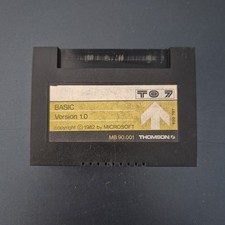 TO 7
BASIC
Version 1.0
copyright © 1982 by MICROSOFT
MB 90.001 THOMSON